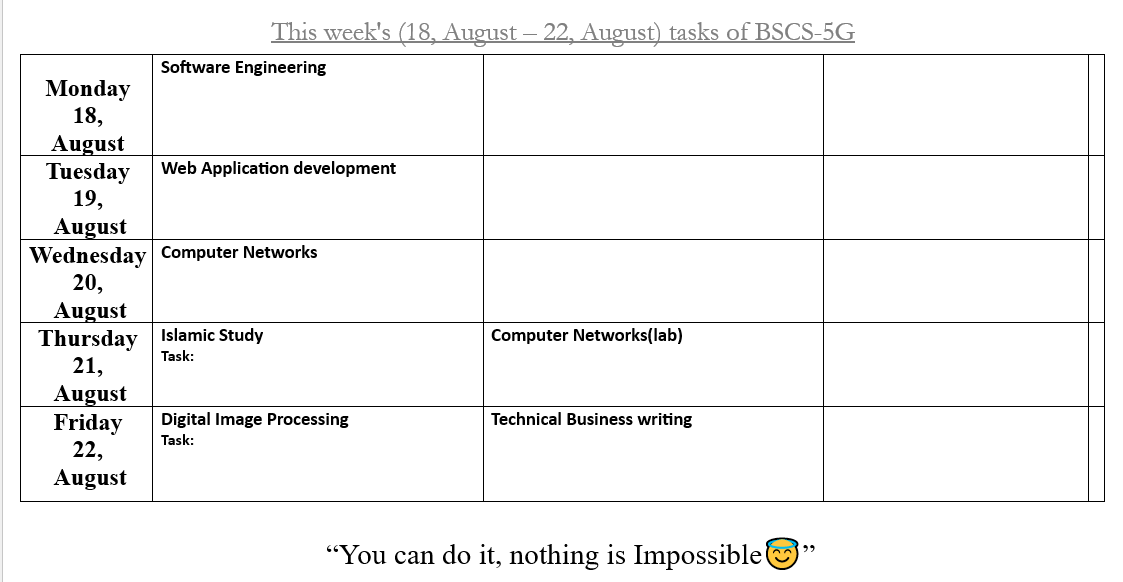 This week's (18, August – 22, August) tasks of BSCS-5G
Monday
18,
August
Software Engineering
Tuesday
19,
August
Web Application development
Wednesday
20,
August
Computer Networks
Thursday
21,
August
Islamic Study
Task:
Computer Networks(lab)
Friday
22,
August
Digital Image Processing
Task:
Technical Business writing
“You can do it, nothing is Impossible😇”